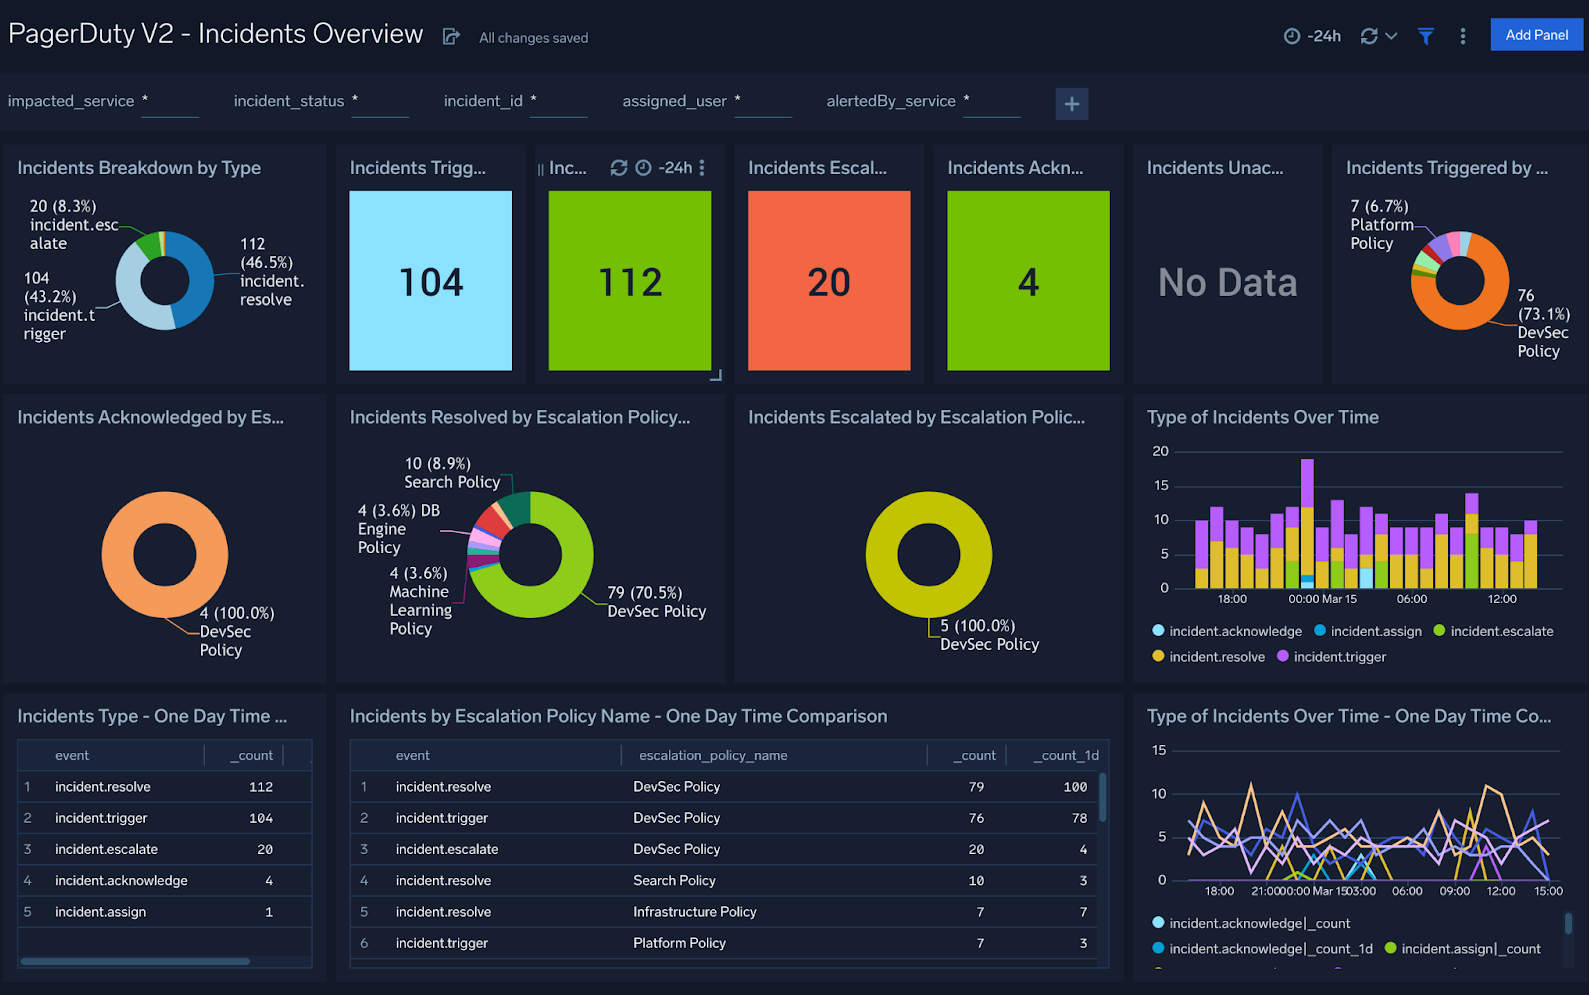 PagerDuty V2 - Incidents Overview
All changes saved
-24h
Add Panel
impacted_service *
incident_status *
incident_id *
assigned_user *
alertedBy_service *
+
Incidents Breakdown by Type
20 (8.3%)
incident.esc
alate
104
(43.2%)
incident.t
rigger
112
(46.5%)
incident.
resolve
Incidents Trigg...
104
Inc...
-24h
112
Incidents Escal...
20
Incidents Ackn...
4
Incidents Unac...
No Data
Incidents Triggered by ...
7 (6.7%)
Platform
Policy
76
(73.1%)
DevSec
Policy
Incidents Acknowledged by Es...
4 (100.0%)
DevSec
Policy
Incidents Resolved by Escalation Policy...
10 (8.9%)
Search Policy
4 (3.6%) DB
Engine
Policy
4 (3.6%)
Machine
Learning
Policy
79 (70.5%)
DevSec Policy
Incidents Escalated by Escalation Polic...
5 (100.0%)
DevSec Policy
Type of Incidents Over Time
20
15
10
5
0
18:00 00:00 Mar 15 06:00 12:00
incident.acknowledge incident.assign incident.escalate
incident.resolve incident.trigger
Incidents Type - One Day Time ...
event _count
1 incident.resolve 112
2 incident.trigger 104
3 incident.escalate 20
4 incident.acknowledge 4
5 incident.assign 1
Incidents by Escalation Policy Name - One Day Time Comparison
event escalation_policy_name _count _count_1d
1 incident.resolve DevSec Policy 79 100
2 incident.trigger DevSec Policy 76 78
3 incident.escalate DevSec Policy 20 4
4 incident.resolve Search Policy 10 3
5 incident.resolve Infrastructure Policy 7 7
6 incident.trigger Platform Policy 7 3
Type of Incidents Over Time - One Day Time Co...
15
10
5
0
18:00 21:00 00:00 Mar 15 03:00 06:00 09:00 12:00 15:00
incident.acknowledge|_count
incident.acknowledge|_count_1d incident.assign|_count